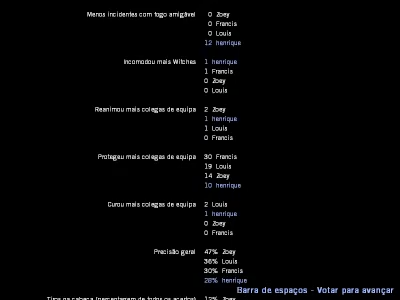 Menos incidentes com fogo amigável 0 Zoey
0 Francis
0 Louis
12 henrique
Incomodou mais Witches 1 henrique
1 Francis
0 Zoey
0 Louis
Reanimou mais colegas de equipa 2 Zoey
1 henrique
1 Louis
0 Francis
Protegeu mais colegas de equipa 30 Francis
19 Louis
14 Zoey
10 henrique
Curou mais colegas de equipa 2 Louis
1 henrique
0 Zoey
0 Francis
Precisão geral 47% Zoey
36% Louis
30% Francis
28% henrique
Barra de espaços - Votar para avançar